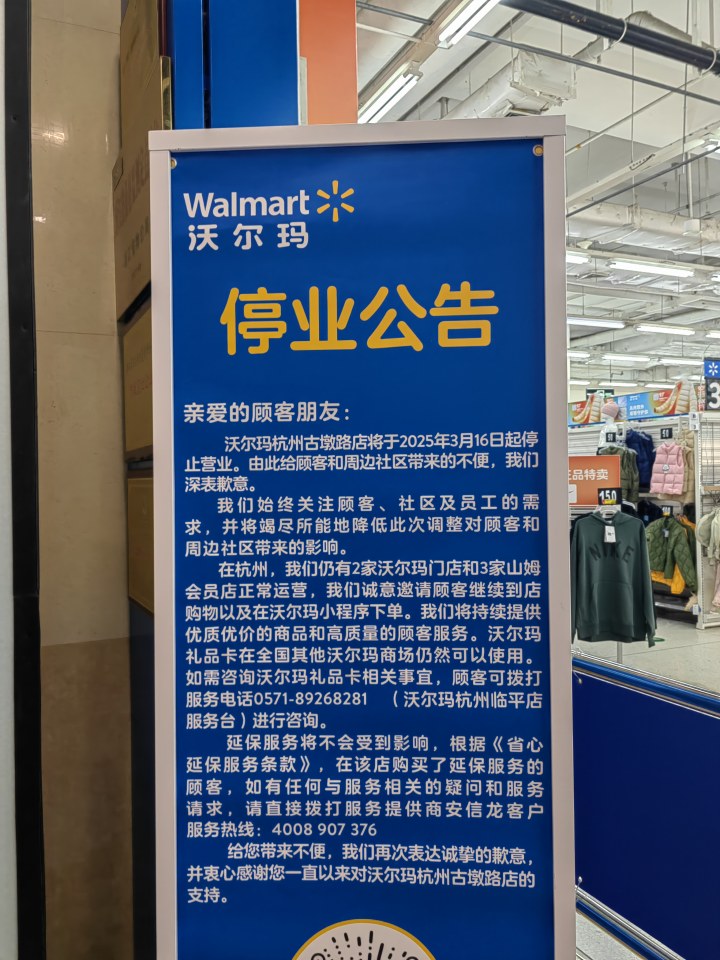 Walmart
沃尔玛
停业公告
亲爱的顾客朋友：
沃尔玛杭州古墩路店将于2025年3月16日起停
止营业。由此给顾客和周边社区带来的不便，我们
深表歉意。
我们始终关注顾客、社区及员工的需
求，并将竭尽所能地降低此次调整对顾客和
周边社区带来的影响。
在杭州，我们仍有2家沃尔玛门店和3家山姆
会员店正常运营，我们诚意邀请顾客继续到店
购物以及在沃尔玛小程序下单。我们将持续提供
优质优价的商品和高质量的顾客服务。沃尔玛
礼品卡在全国其他沃尔玛商场仍然可以使用。
如需咨询沃尔玛礼品卡相关事宜，顾客可拨打
服务电话0571-89268281 （沃尔玛杭州临平店
服务台）进行咨询。
延保服务将不会受到影响，根据《省心
延保服务条款》，在该店购买了延保服务的
顾客，如有任何与服务相关的疑问和服务
请求，请直接拨打服务提供商安信龙客户
服务热线：4008 907 376
给您带来不便，我们再次表达诚挚的歉意，
并衷心感谢您一直以来对沃尔玛杭州古墩路店的
支持。
品特卖
150
NIKE
3